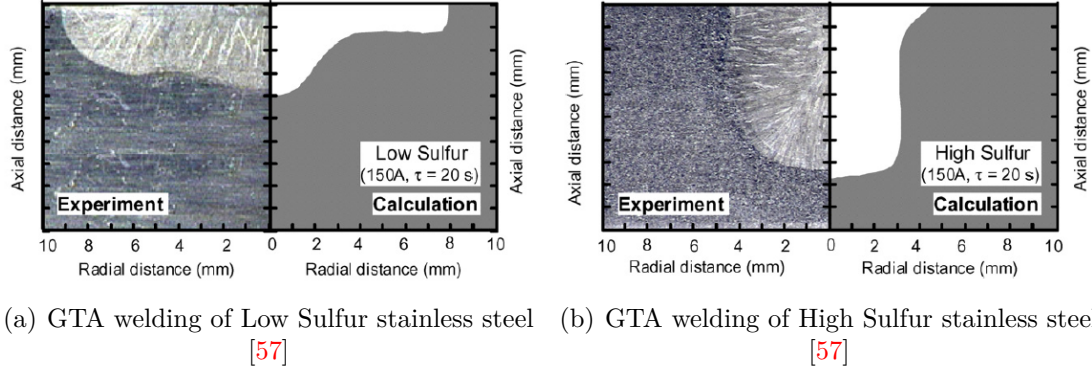 Axial distance (mm)
Experiment
10 8 6 4 2
Radial distance (mm)
Low Sulfur
(150A, τ = 20 s)
Calculation
0 2 4 6 8 10
Radial distance (mm)
Axial distance (mm)
Axial distance (mm)
Experiment
10 8 6 4 2
Radial distance (mm)
High Sulfur
(150A, τ = 20 s)
Calculation
0 2 4 6 8 10
Radial distance (mm)
Axial distance (mm)
(a) GTA welding of Low Sulfur stainless steel
[57]
(b) GTA welding of High Sulfur stainless stee
[57]